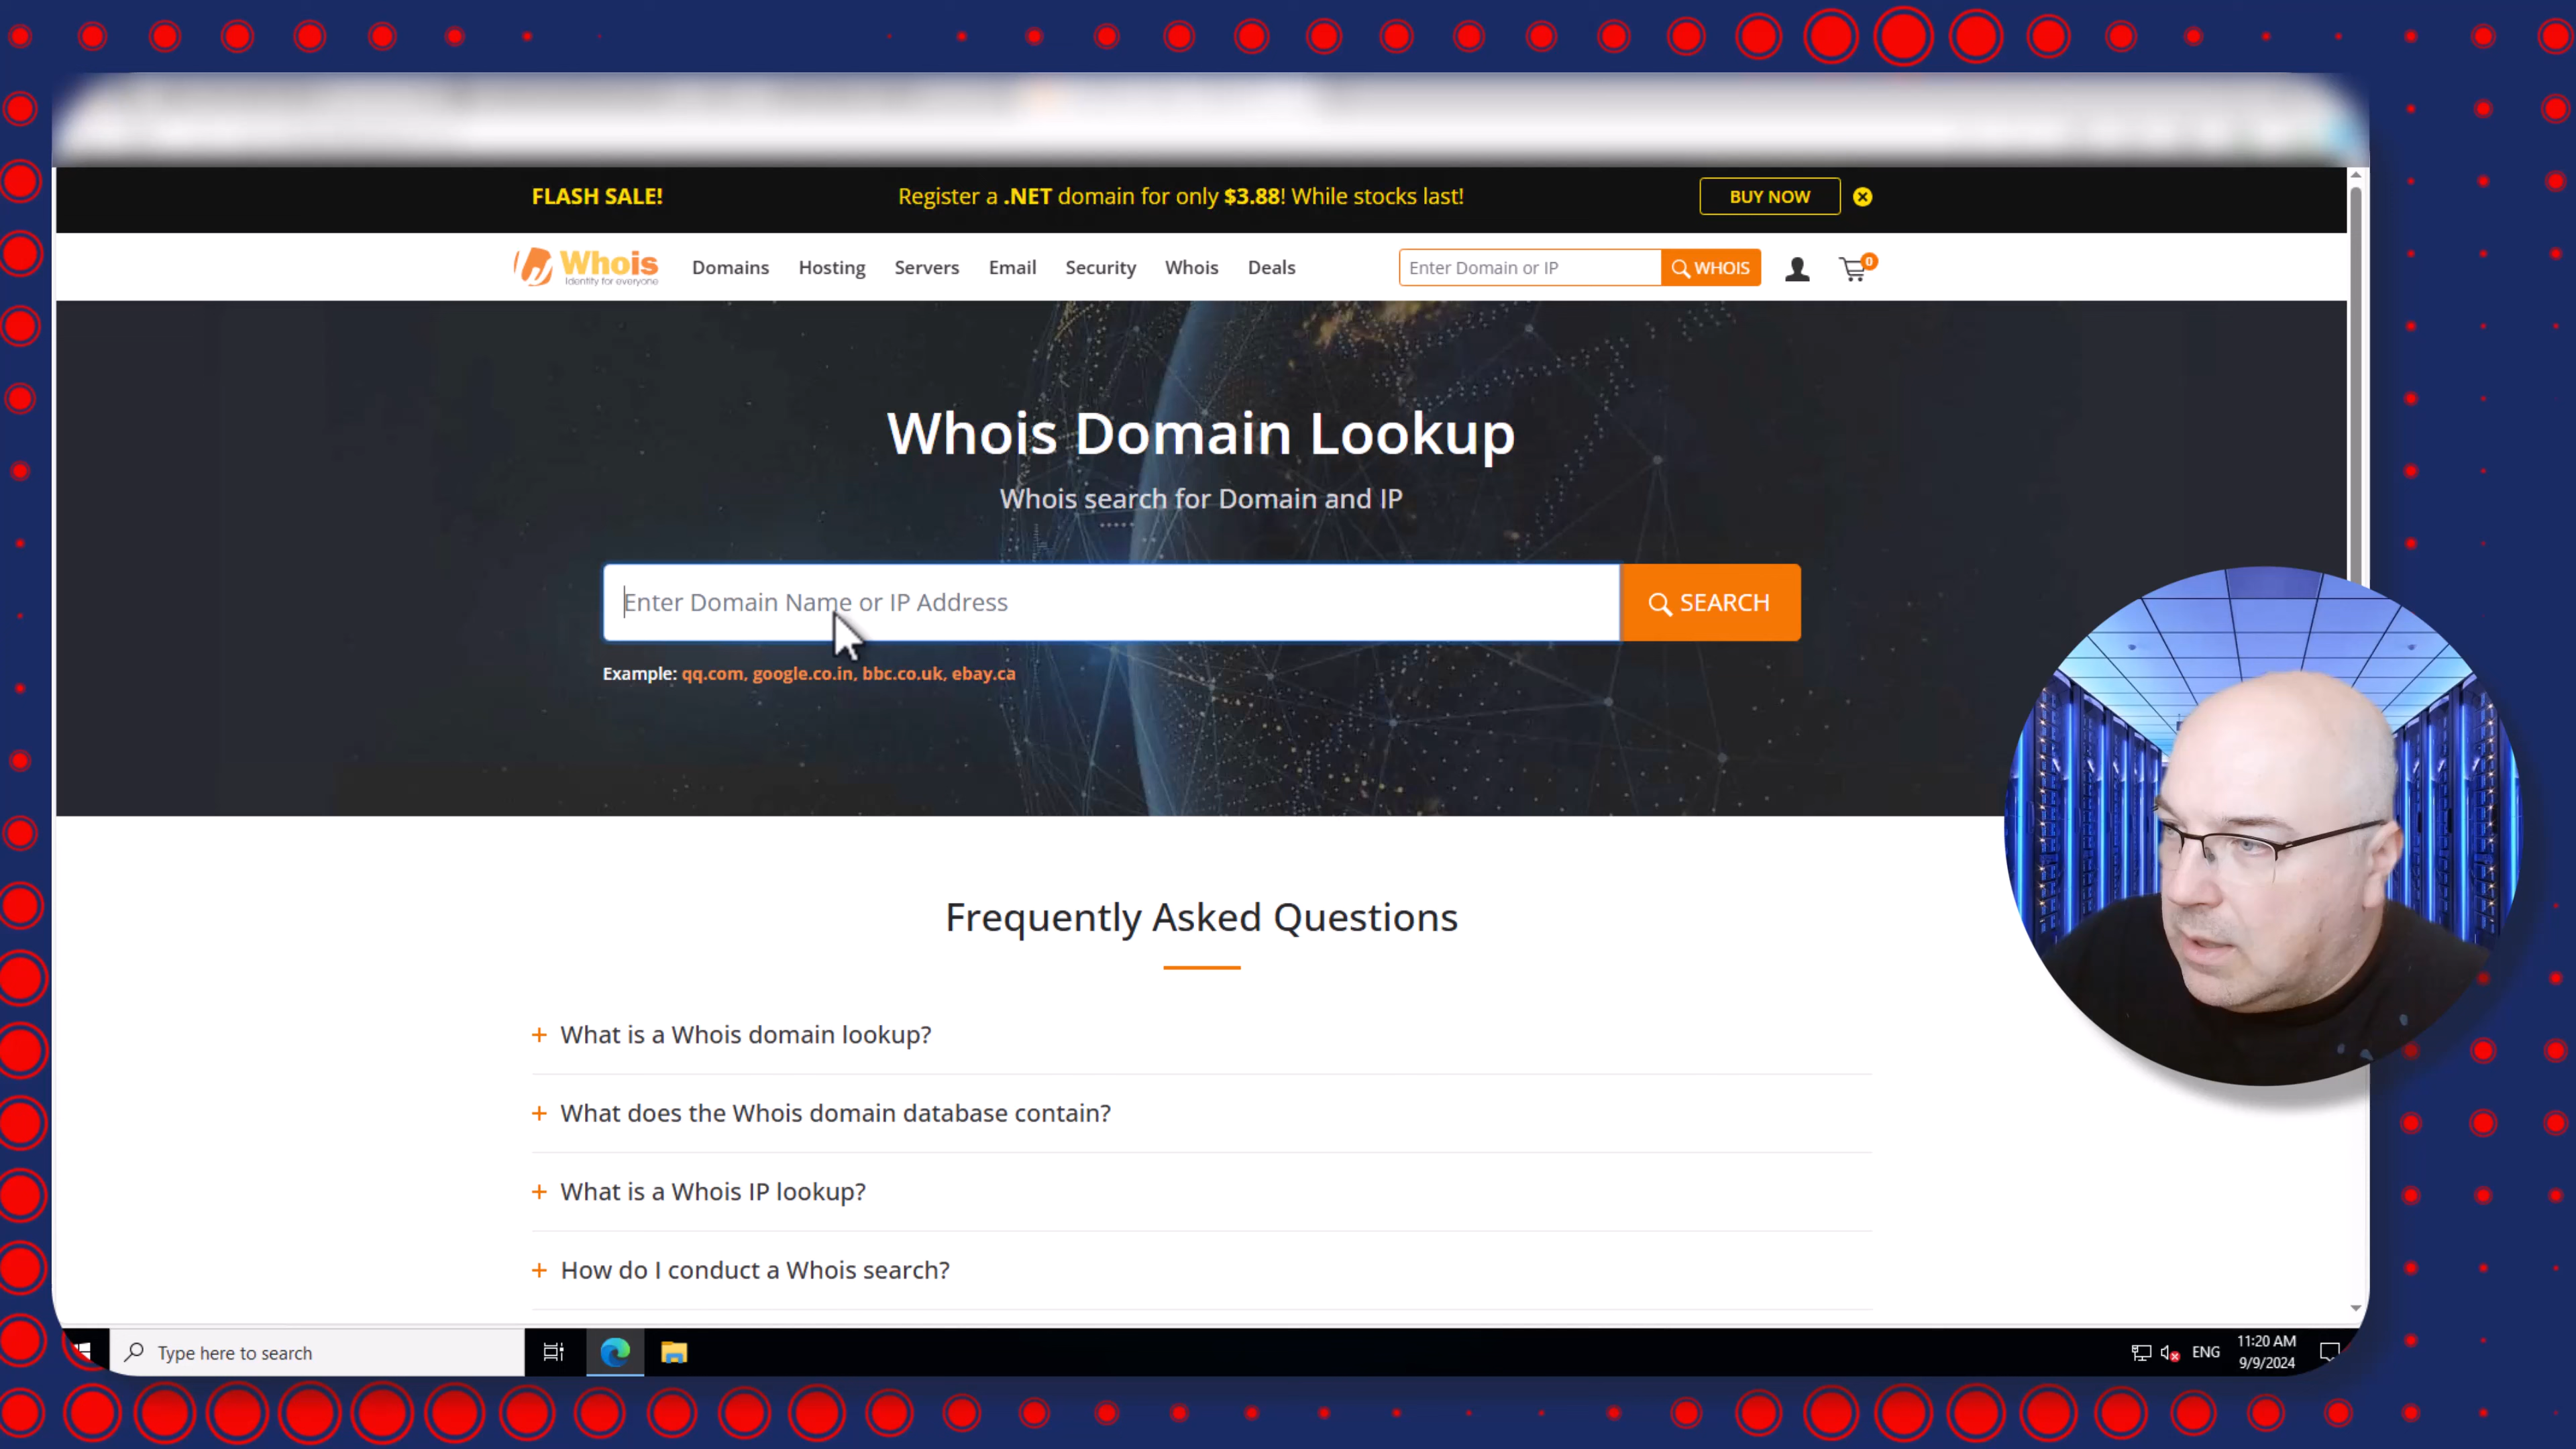 FLASH SALE! Register a .NET domain for only $3.88! While stocks last! BUY NOW
Whois Domains Hosting Servers Email Security Whois Deals Enter Domain or IP WHOIS 0
Identity for everyone
Whois Domain Lookup
Whois search for Domain and IP
Enter Domain Name or IP Address SEARCH
Example: qq.com, google.co.in, bbc.co.uk, ebay.ca
Frequently Asked Questions
+ What is a Whois domain lookup?
+ What does the Whois domain database contain?
+ What is a Whois IP lookup?
+ How do I conduct a Whois search?
Type here to search ENG 11:20 AM
9/9/2024